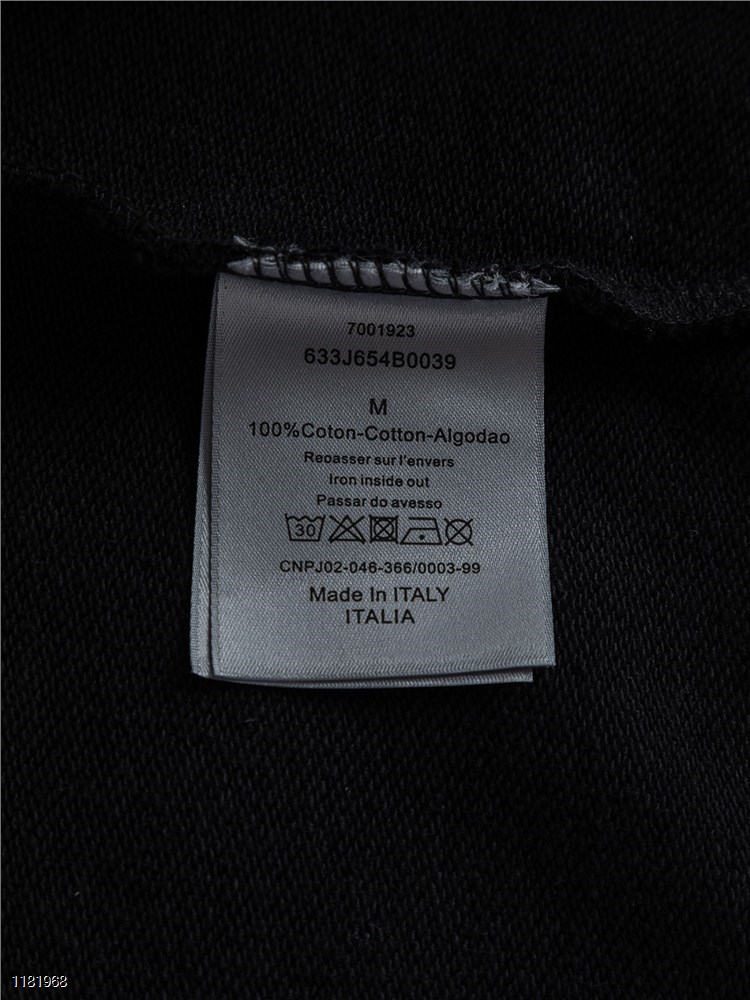 7001923
633J654B0039
M
100%Coton-Cotton-Algodao
Repasser sur l'envers
Iron inside out
Passar do avesso
30
CNPJ02-046-366/0003-99
Made In ITALY
ITALIA
1181968